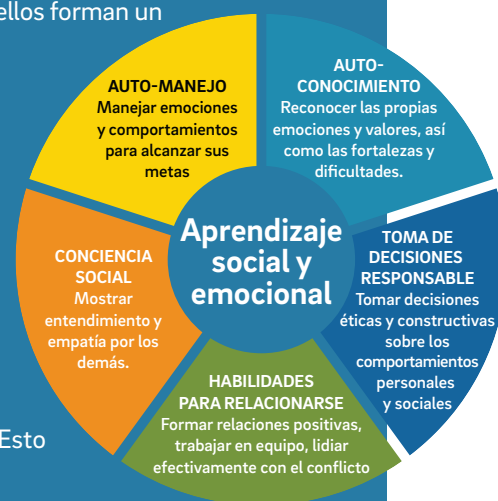 ellos forman un
AUTO-MANEJO
Manejar emociones
y comportamientos
para alcanzar sus
metas
AUTO-
CONOCIMIENTO
Reconocer las propias
emociones y valores, así
como las fortalezas y
dificultades.
Aprendizaje
social y
emocional
CONCIENCIA
SOCIAL
Mostrar
entendimiento y
empatía por los
demás.
TOMA DE
DECISIONES
RESPONSABLE
Tomar decisiones
éticas y constructivas
sobre los
comportamientos
personales
y sociales
HABILIDADES
PARA RELACIONARSE
Formar relaciones positivas,
trabajar en equipo, lidiar
efectivamente con el conflicto
Esto